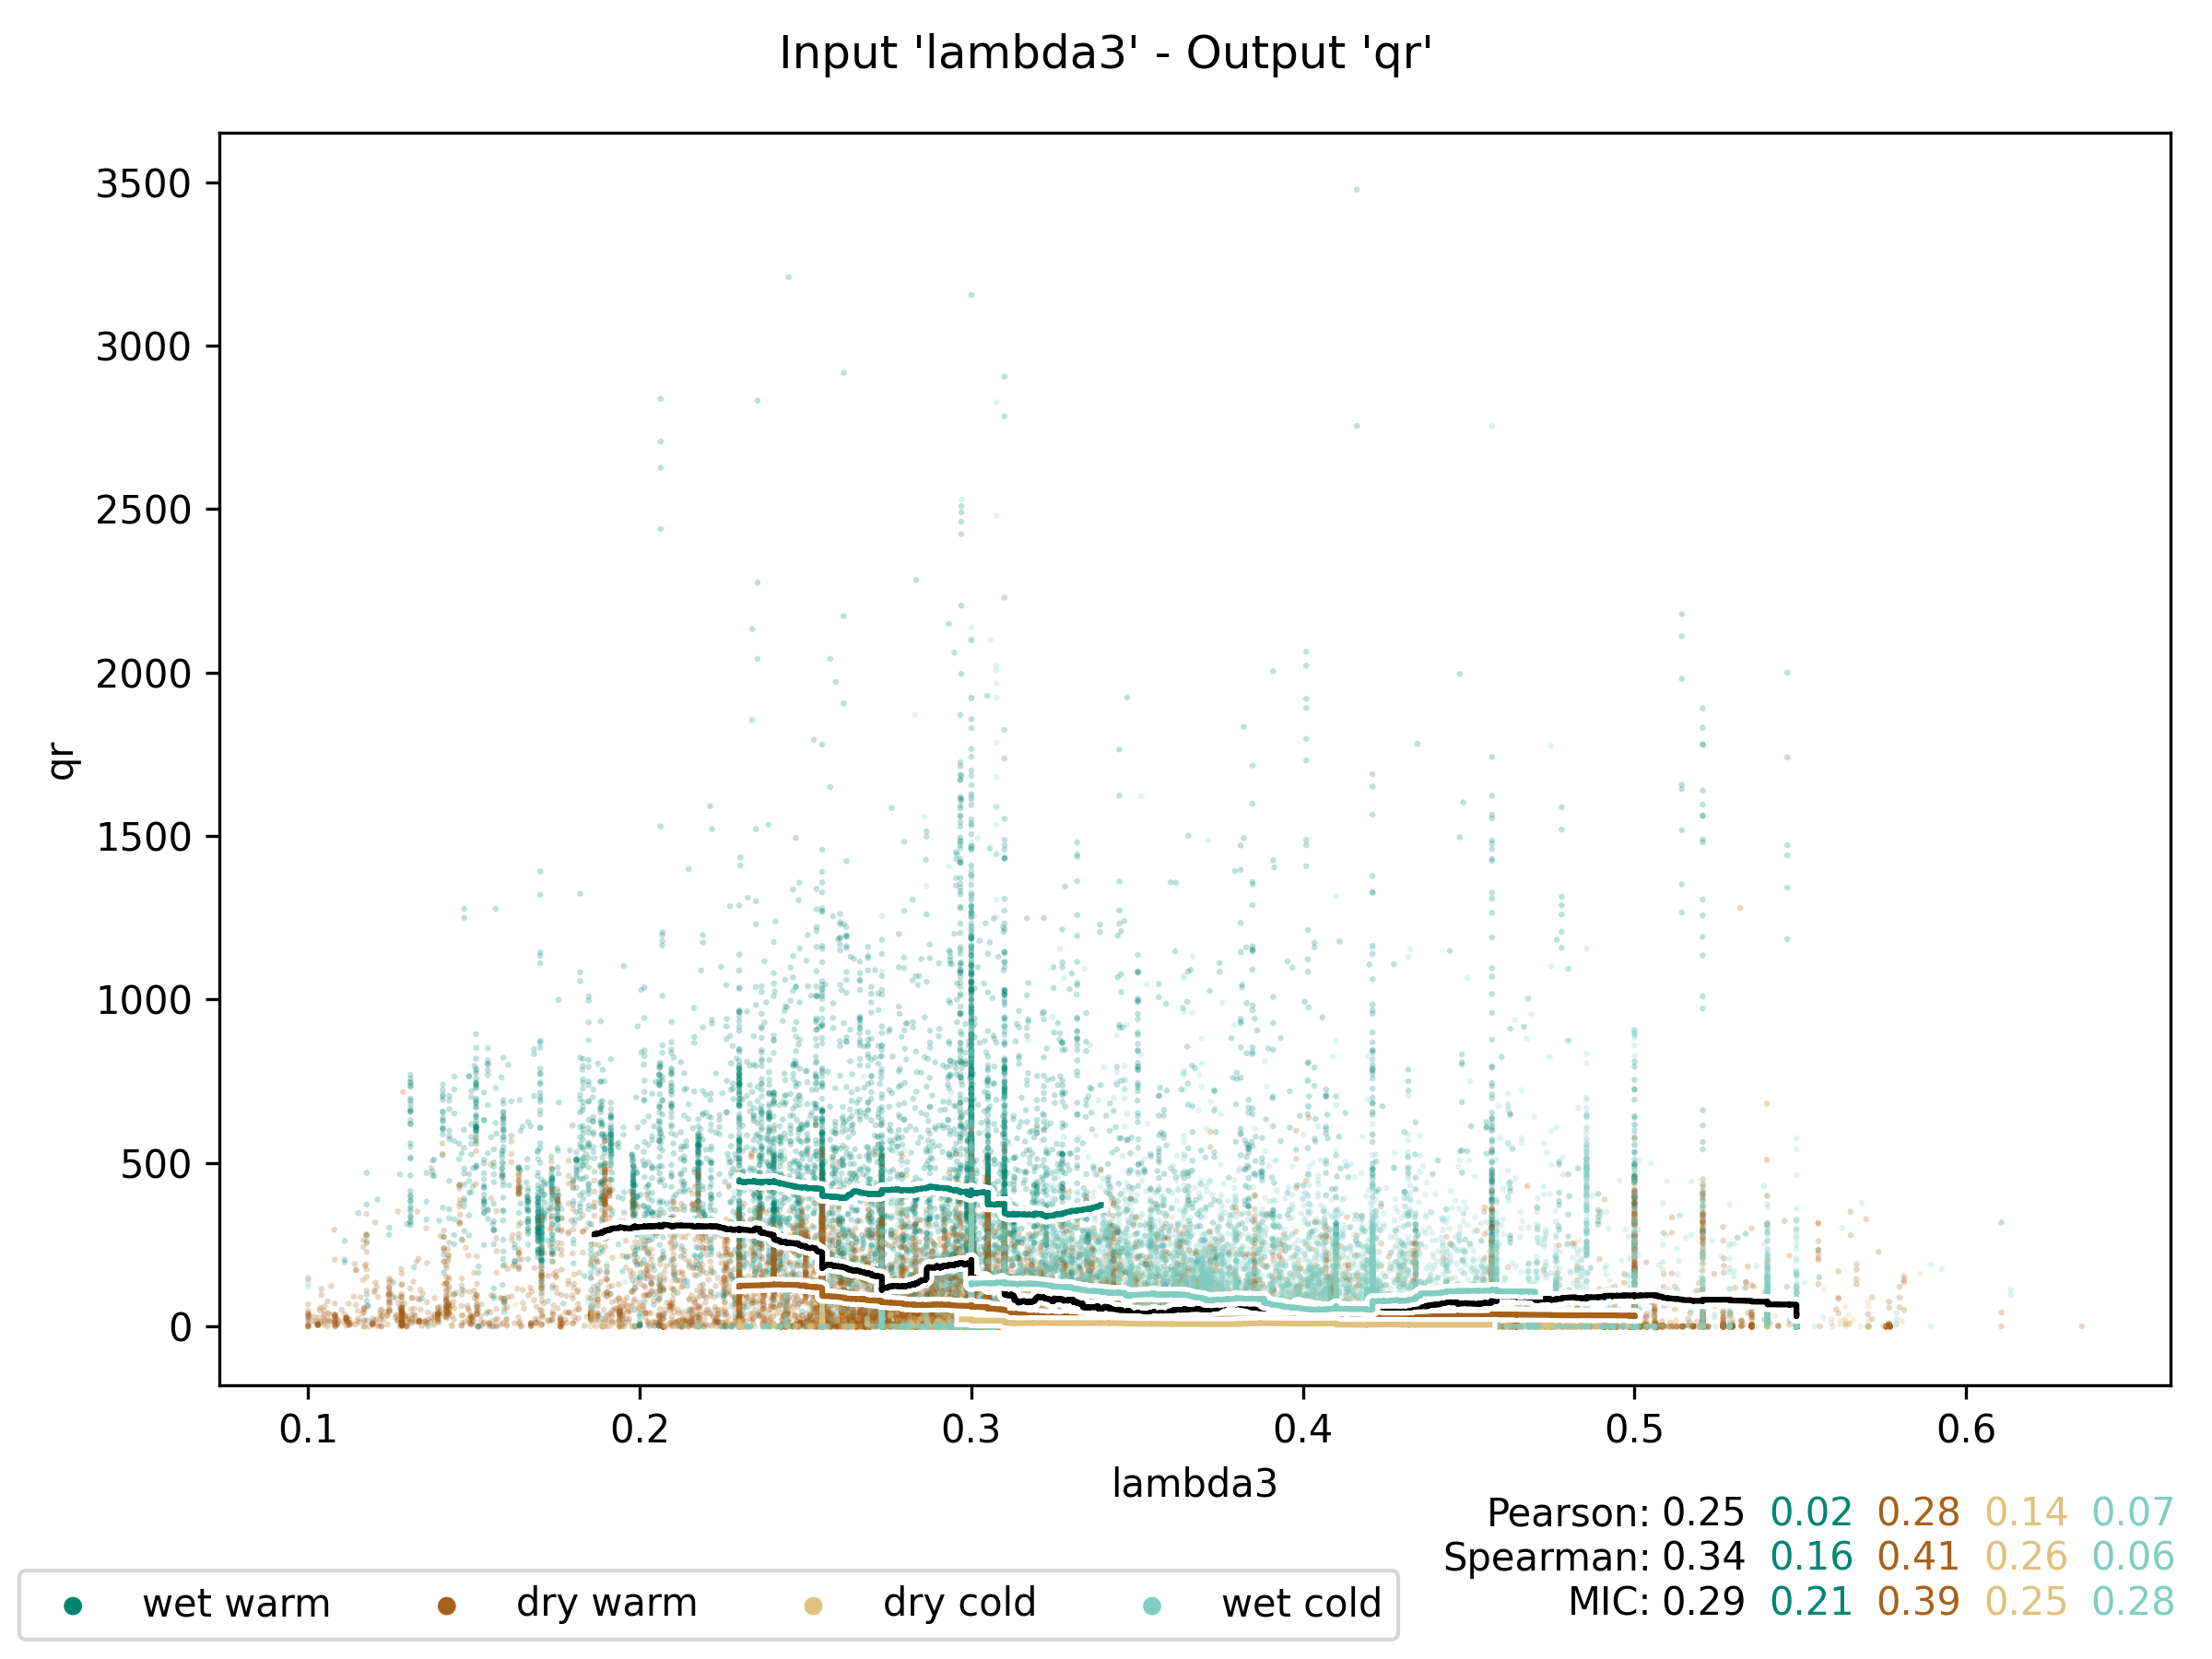 Input 'lambda3' - Output 'qr'
3500
3000
2500
2000
1500
1000
500
0
qr
0.1 0.2 0.3 0.4 0.5 0.6
lambda3
Pearson: 0.25 0.02 0.28 0.14 0.07
Spearman: 0.34 0.16 0.41 0.26 0.06
MIC: 0.29 0.21 0.39 0.25 0.28
wet warm dry warm dry cold wet cold